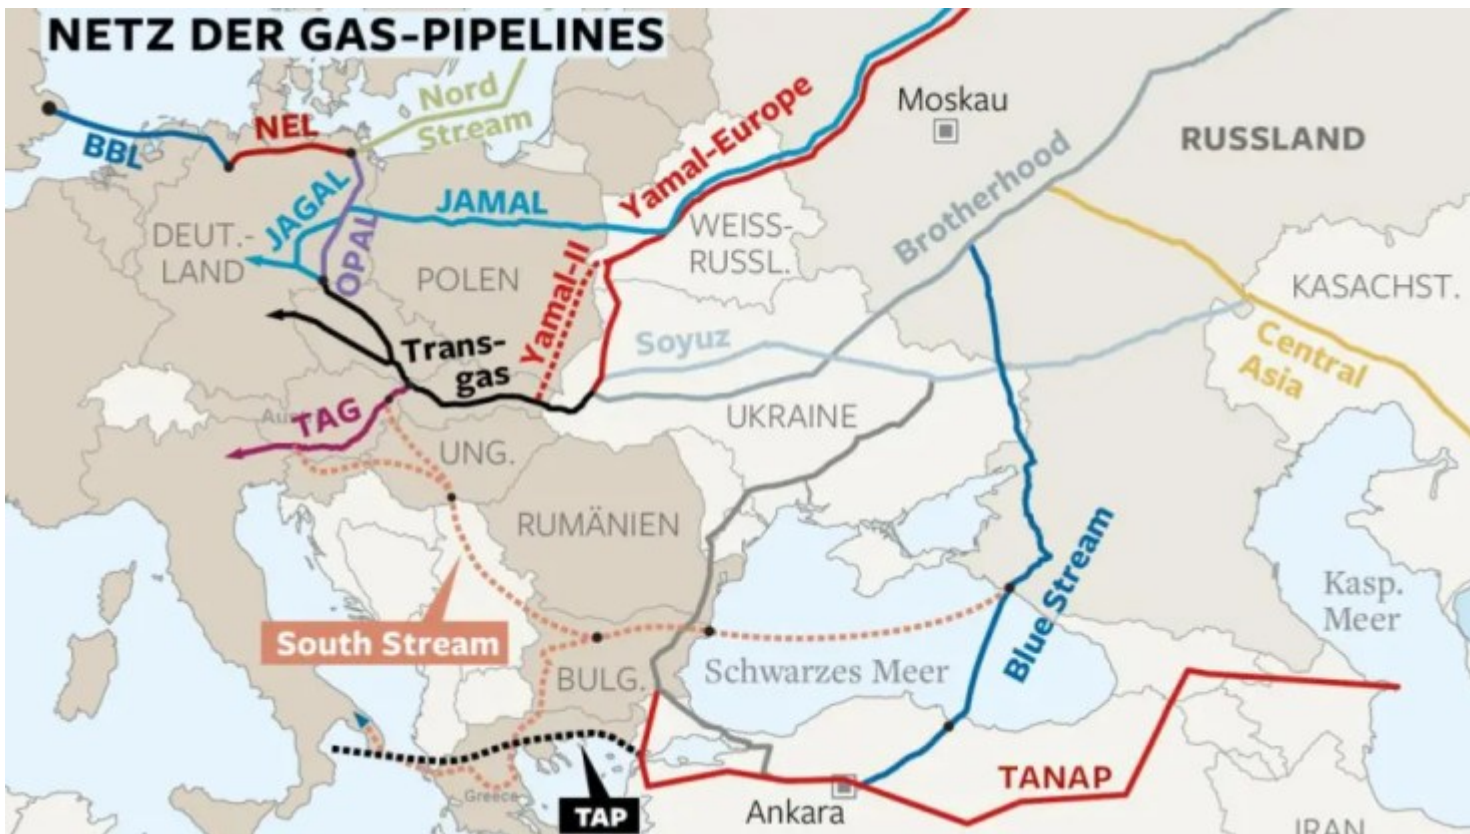 NETZ DER GAS-PIPELINES
Nord
Stream
NEL
BBL
Moskau
RUSSLAND
Yamal-Europe
Brotherhood
JAGAL
JAMAL
OPAL
DEUT.-
LAND
POLEN
WEISS-
RUSSL.
KASACHST.
Yamal-II
Soyuz
Trans-
gas
Central
Asia
TAG
UKRAINE
UNG.
RUMÄNIEN
South Stream
Blue Stream
Kasp.
Meer
BULG.
Schwarzes Meer
TANAP
Greece
TAP
Ankara
IRAN